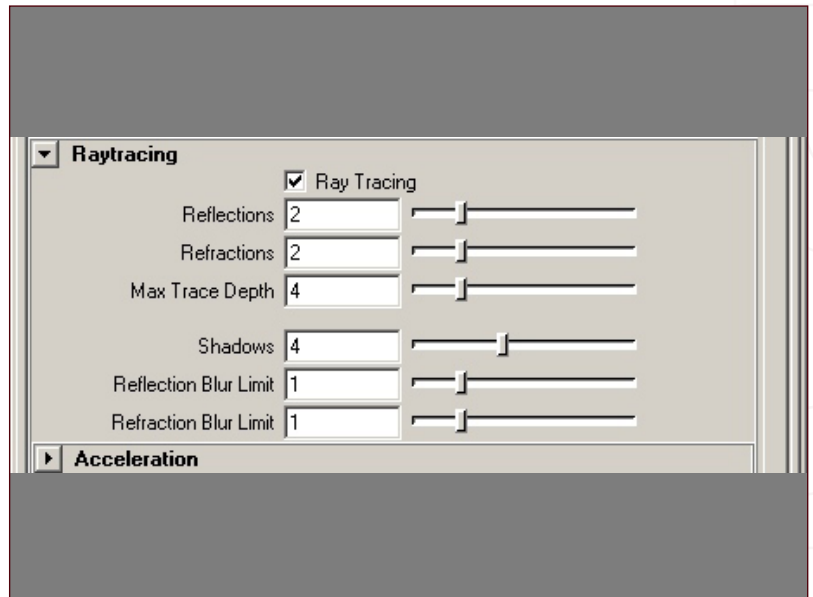 Raytracing
Ray Tracing
Reflections 2
Refractions 2
Max Trace Depth 4
Shadows 4
Reflection Blur Limit 1
Refraction Blur Limit 1
Acceleration